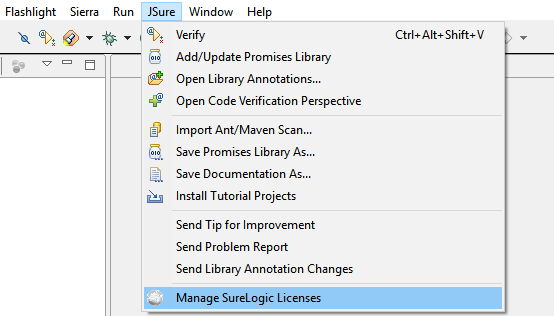 Flashlight Sierra Run JSure Window Help
Verify Ctrl+Alt+Shift+V
Add/Update Promises Library
Open Library Annotations...
Open Code Verification Perspective
Import Ant/Maven Scan...
Save Promises Library As...
Save Documentation As...
Install Tutorial Projects
Send Tip for Improvement
Send Problem Report
Send Library Annotation Changes
Manage SureLogic Licenses